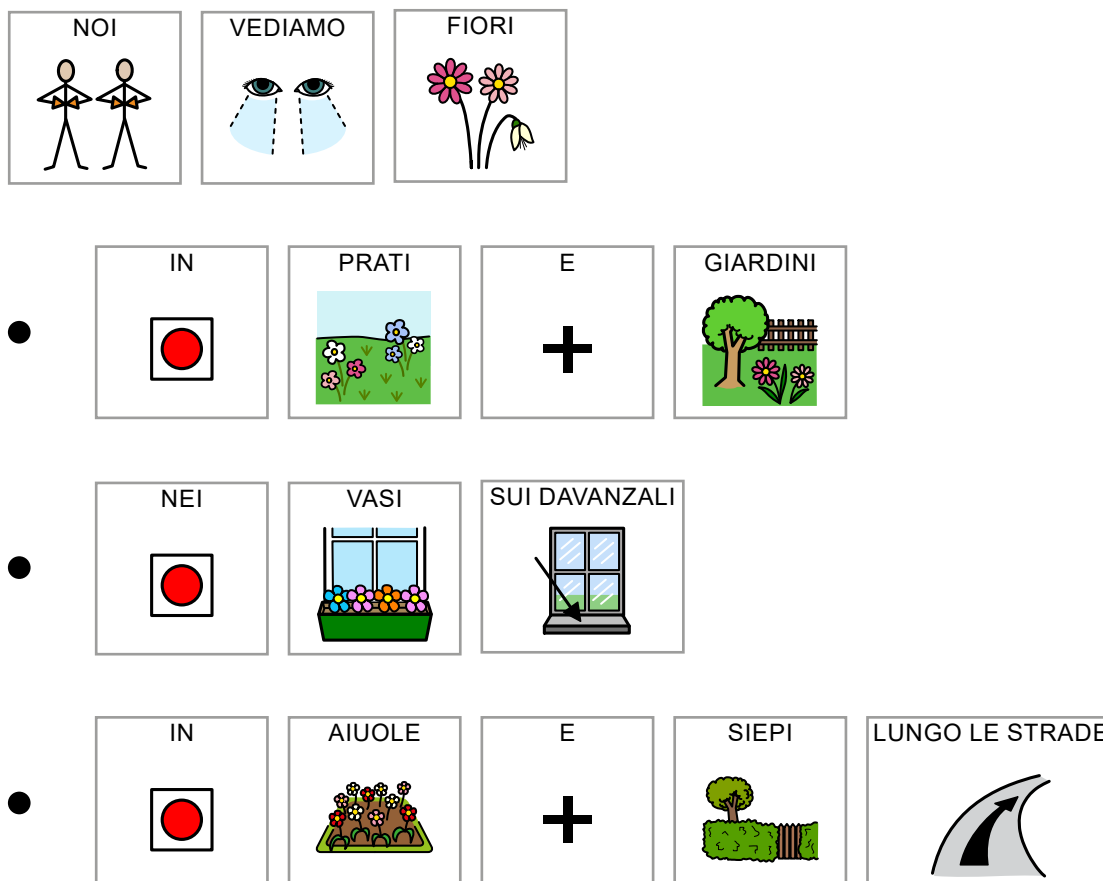 NOI VEDIAMO FIORI
● IN PRATI E GIARDINI
● NEI VASI SUI DAVANZALI
● IN AIUOLE E SIEPI LUNGO LE STRADE